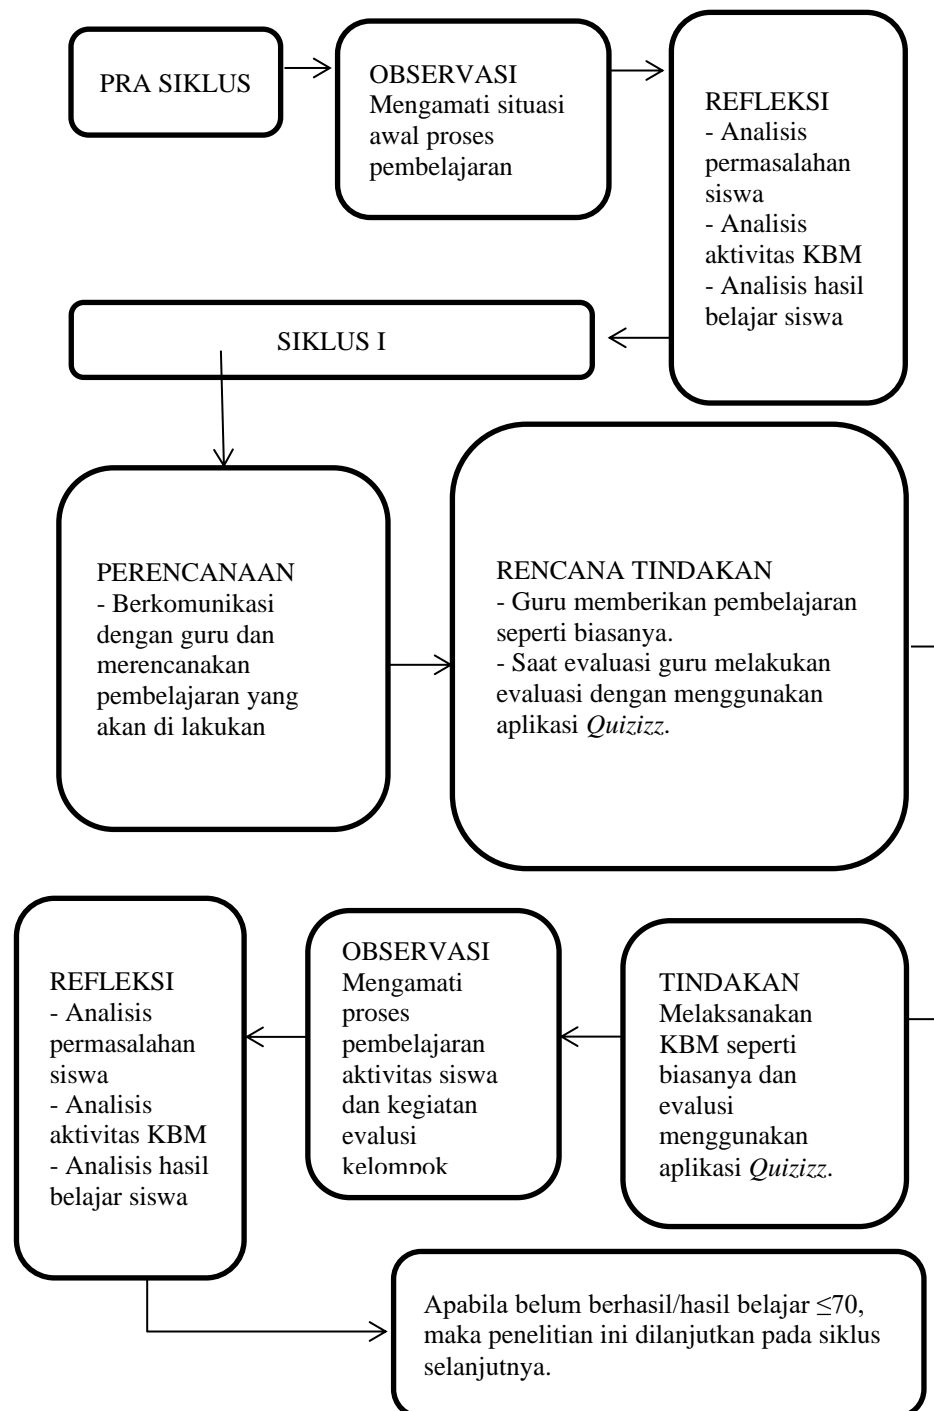 PRA SIKLUS
OBSERVASI
Mengamati situasi
awal proses
pembelajaran
REFLEKSI
- Analisis
permasalahan
siswa
- Analisis
aktivitas KBM
- Analisis hasil
belajar siswa
SIKLUS I
PERENCANAAN
- Berkomunikasi
dengan guru dan
merencanakan
pembelajaran yang
akan di lakukan
RENCANA TINDAKAN
- Guru memberikan pembelajaran
seperti biasanya.
- Saat evaluasi guru melakukan
evaluasi dengan menggunakan
aplikasi Quizizz.
TINDAKAN
Melaksanakan
KBM seperti
biasanya dan
evalusi
menggunakan
aplikasi Quizizz.
OBSERVASI
Mengamati
proses
pembelajaran
aktivitas siswa
dan kegiatan
evalusi
kelompok
REFLEKSI
- Analisis
permasalahan
siswa
- Analisis
aktivitas KBM
- Analisis hasil
belajar siswa
Apabila belum berhasil/hasil belajar ≤70,
maka penelitian ini dilanjutkan pada siklus
selanjutnya.